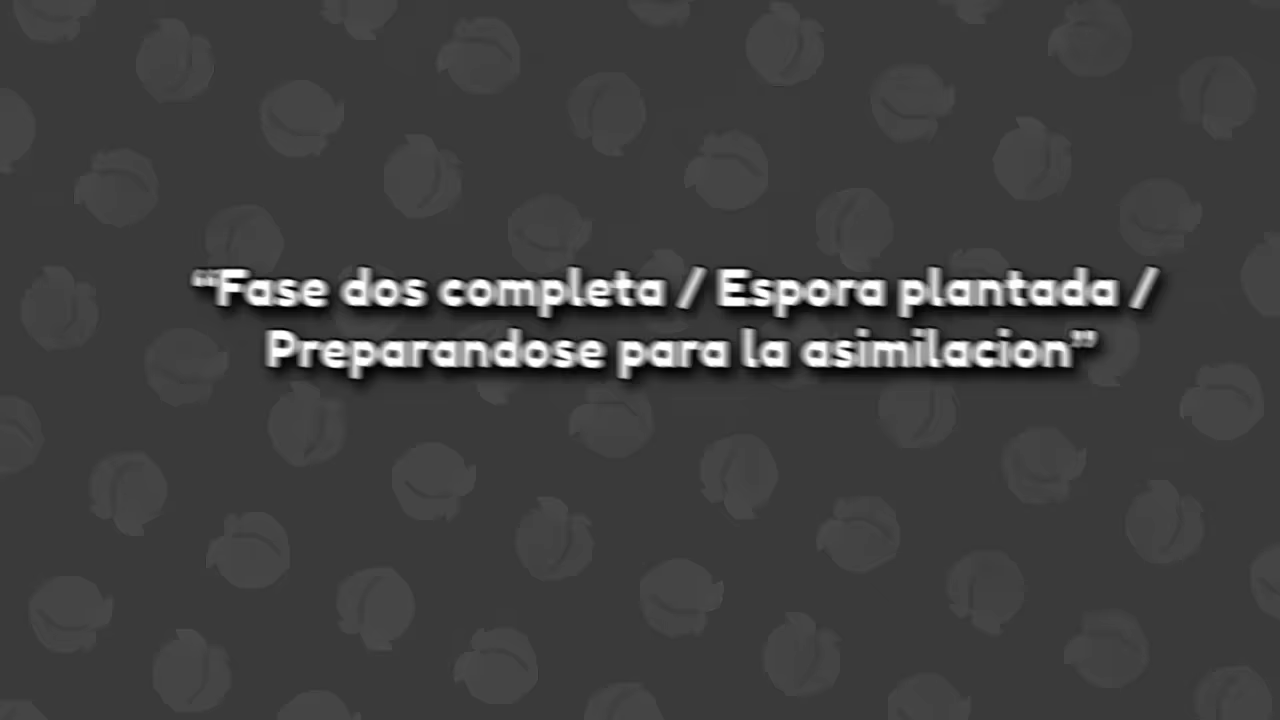 “Fase dos completa / Espora plantada /
Preparandose para la asimilacion”